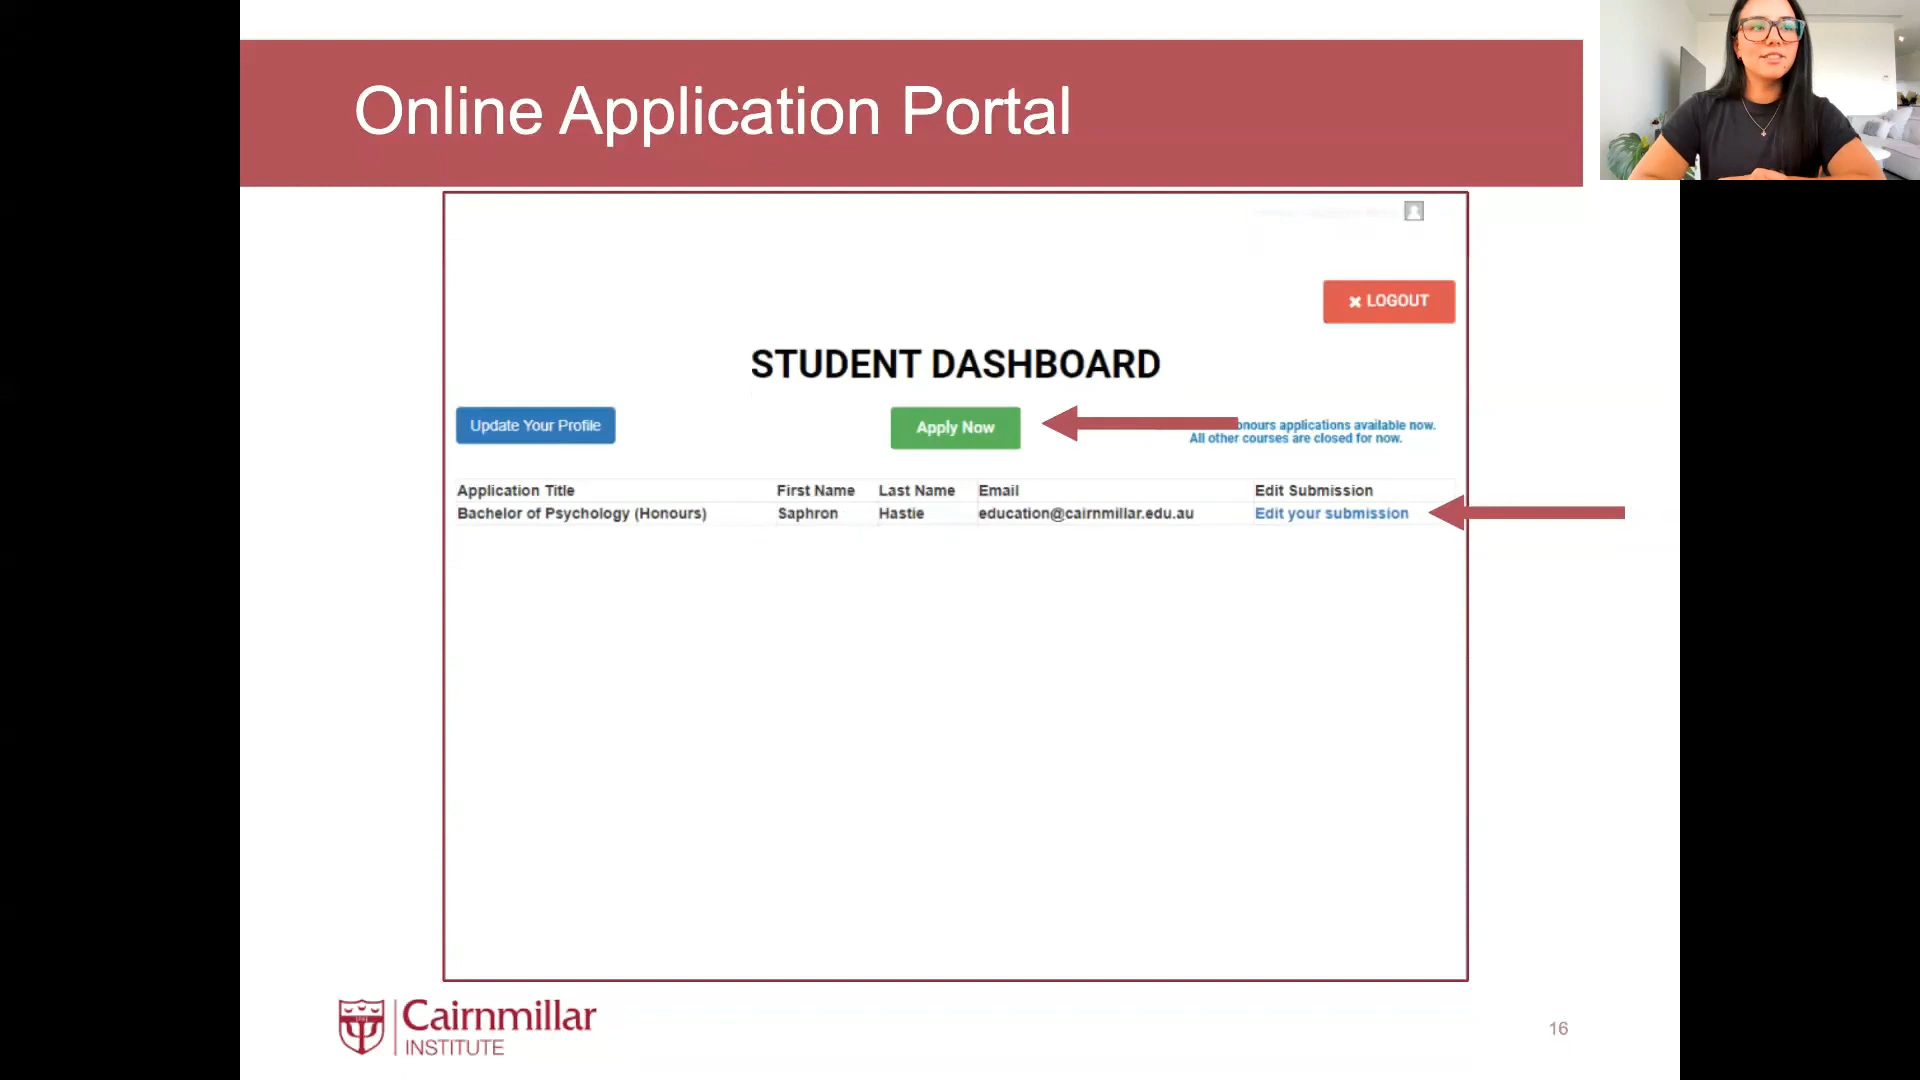 Online Application Portal
LOGOUT
STUDENT DASHBOARD
Update Your Profile
Apply Now
applications available now.
All other courses are closed for now.
Application Title First Name Last Name Email Edit Submission
Bachelor of Psychology (Honours) Saphron Hastie education@cairnmillar.edu.au Edit your submission
Cairnmillar
INSTITUTE
16